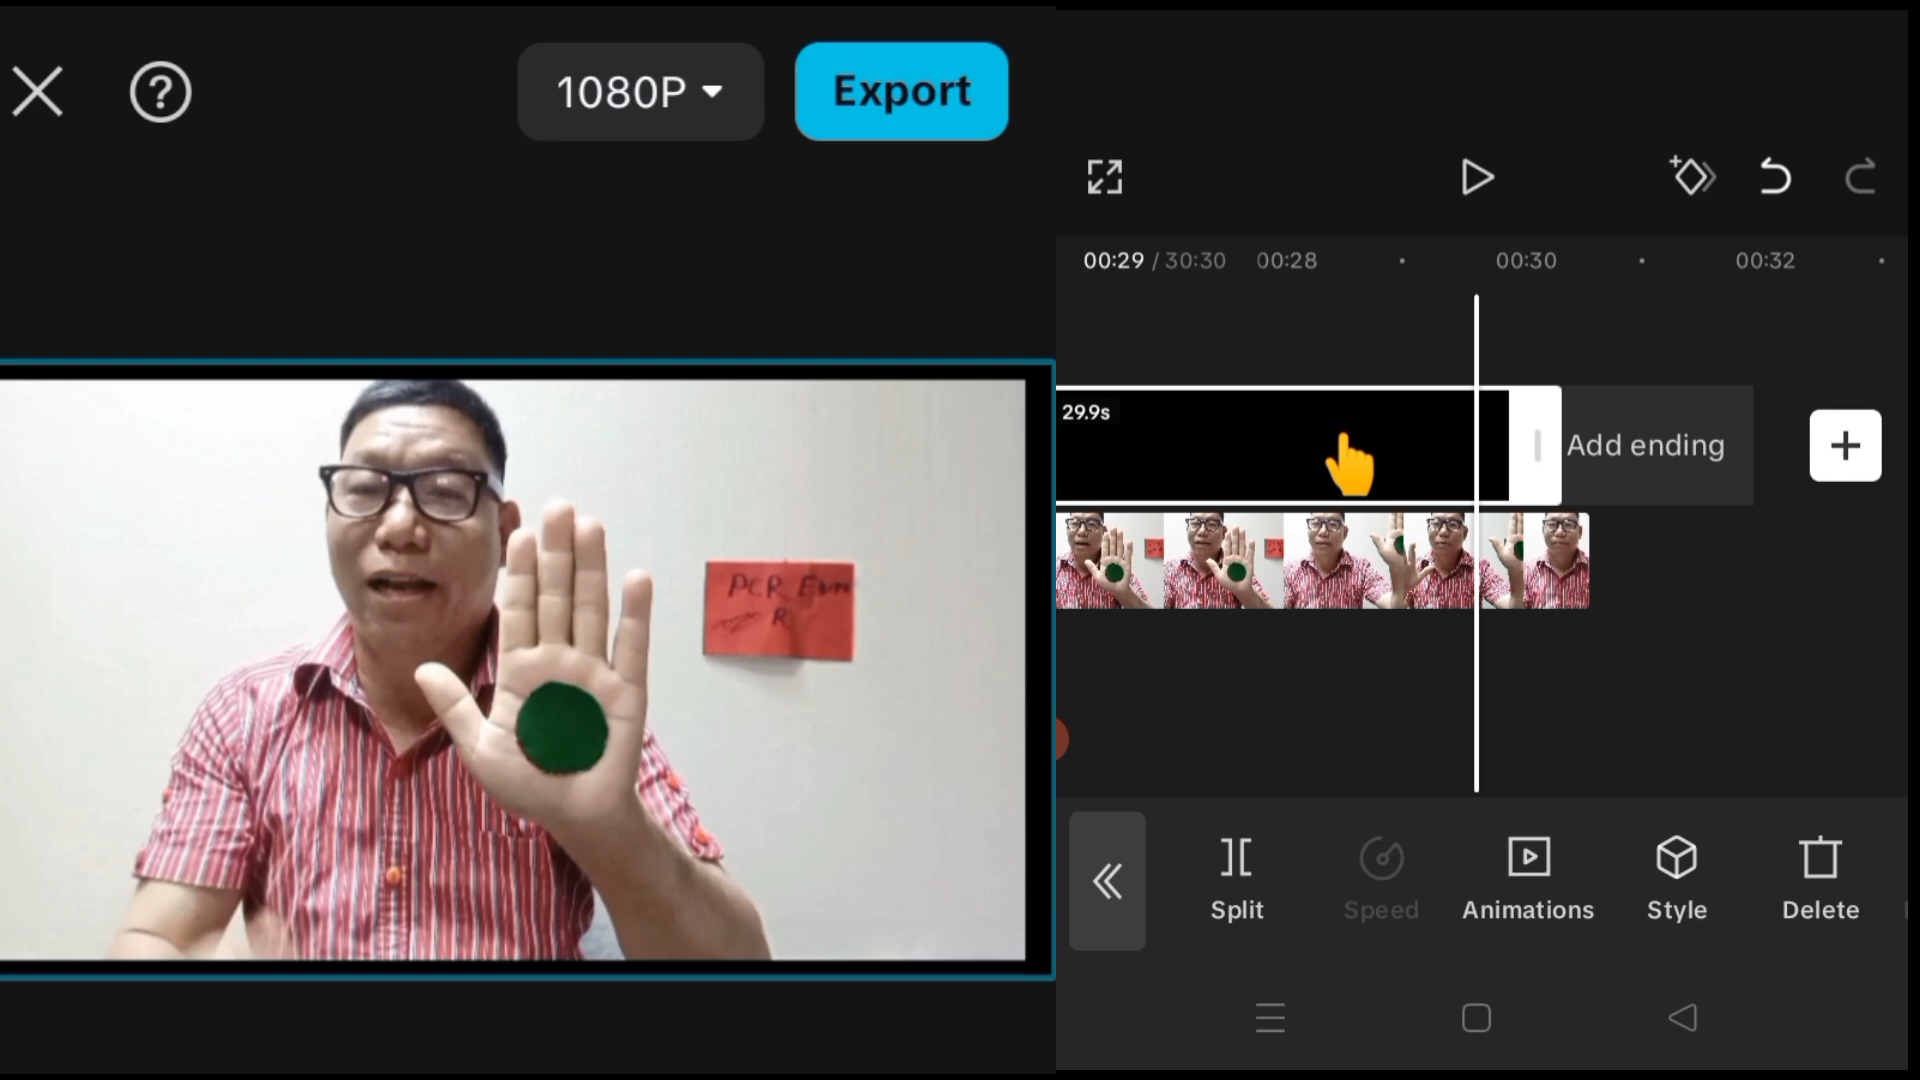 1080P
Export
00:29 / 30:30 00:28 00:30 00:32
29.9s
Add ending
PCR
R
Split
Speed
Animations
Style
Delete